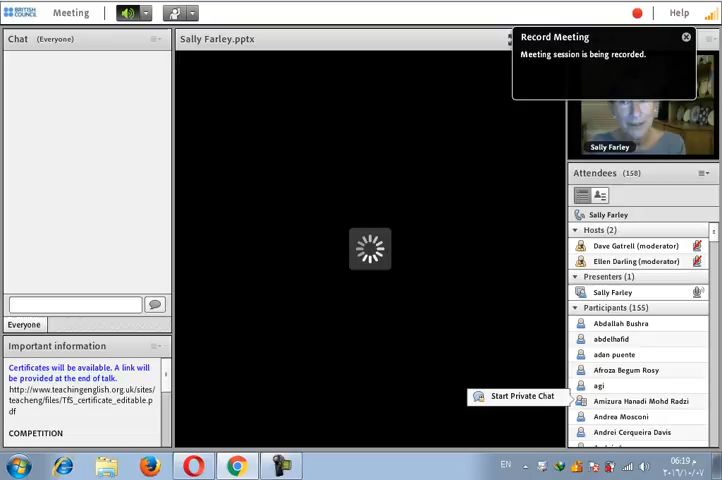 BRITISH
COUNCIL
Meeting
Help
Chat (Everyone)
Sally Farley.pptx
Record Meeting
Meeting session is being recorded.
Sally Farley
Attendees (158)
Sally Farley
Hosts (2)
Dave Gatrell (moderator)
Ellen Darling (moderator)
Presenters (1)
Sally Farley
Participants (155)
Abdallah Bushra
abdelhafid
adan puente
Afroza Begum Rosy
agi
Start Private Chat
Amizura Hanadi Mohd Radzi
Andrea Mosconi
Andrei Cerqueira Davis
Everyone
Important information
Certificates will be available. A link will
be provided at the end of talk.
http://www.teachingenglish.org.uk/sites/
teacheng/files/TfS_certificate_editable.p
df
COMPETITION
EN
06:19 م
٢٠١٦/١٠/٠٧